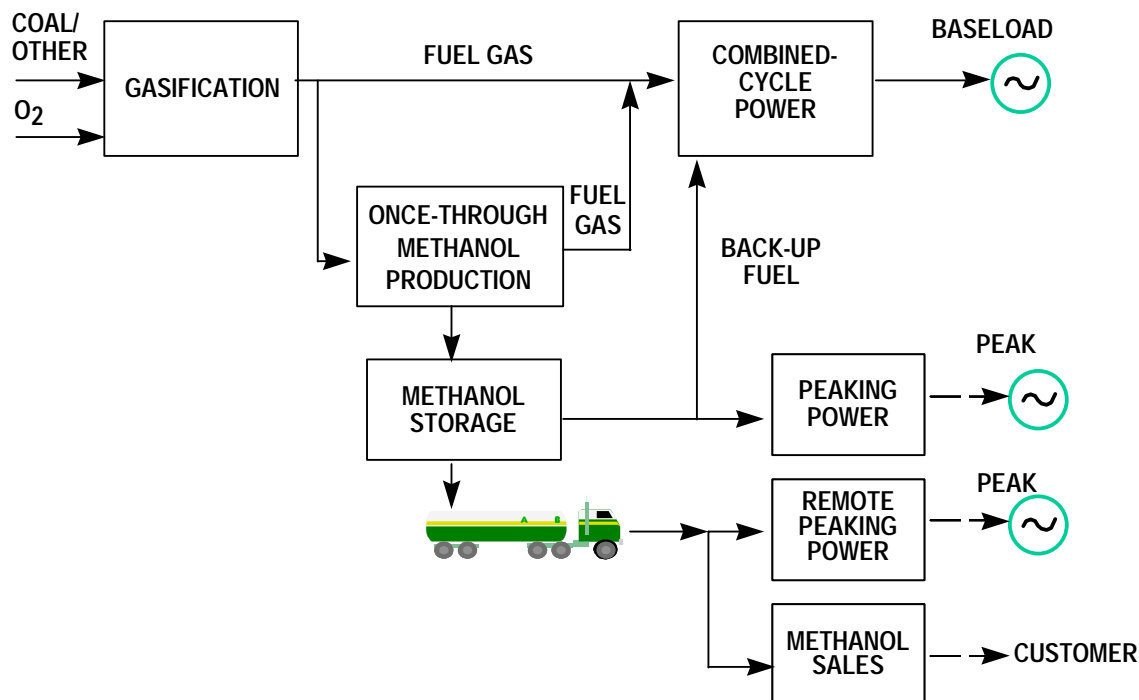 COAL/
OTHER
O2
GASIFICATION
FUEL GAS
COMBINED-
CYCLE
POWER
BASELOAD
ONCE-THROUGH
METHANOL
PRODUCTION
FUEL
GAS
BACK-UP
FUEL
METHANOL
STORAGE
PEAKING
POWER
PEAK
A B
REMOTE
PEAKING
POWER
PEAK
METHANOL
SALES
CUSTOMER